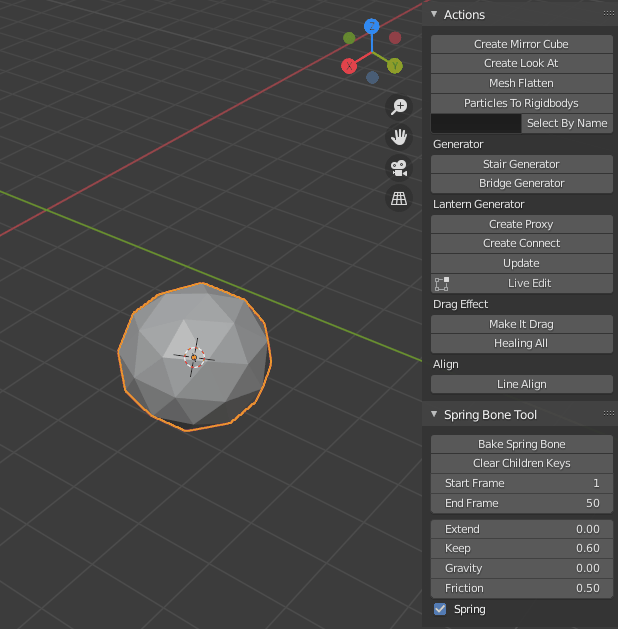 Z
X
Y
Actions
Create Mirror Cube
Create Look At
Mesh Flatten
Particles To Rigidbodys
Select By Name
Generator
Stair Generator
Bridge Generator
Lantern Generator
Create Proxy
Create Connect
Update
Live Edit
Drag Effect
Make It Drag
Healing All
Align
Line Align
Spring Bone Tool
Bake Spring Bone
Clear Children Keys
Start Frame 1
End Frame 50
Extend 0.00
Keep 0.60
Gravity 0.00
Friction 0.50
Spring